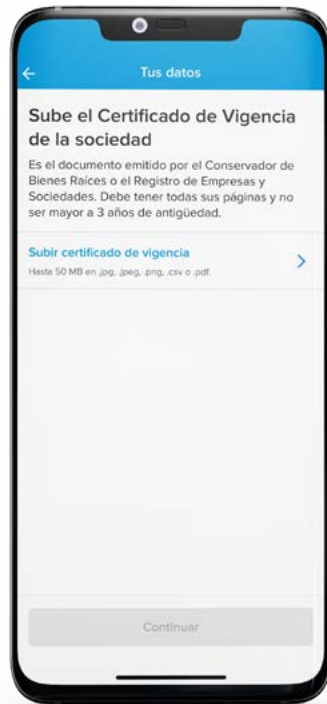 Tus datos
Sube el Certificado de Vigencia
de la sociedad
Es el documento emitido por el Conservador de
Bienes Raíces o el Registro de Empresas y
Sociedades. Debe tener todas sus páginas y no
ser mayor a 3 años de antigüedad.
Subir certificado de vigencia
Hasta 50 MB en .jpg, .jpeg, .png, .csv o .pdf.
Continuar